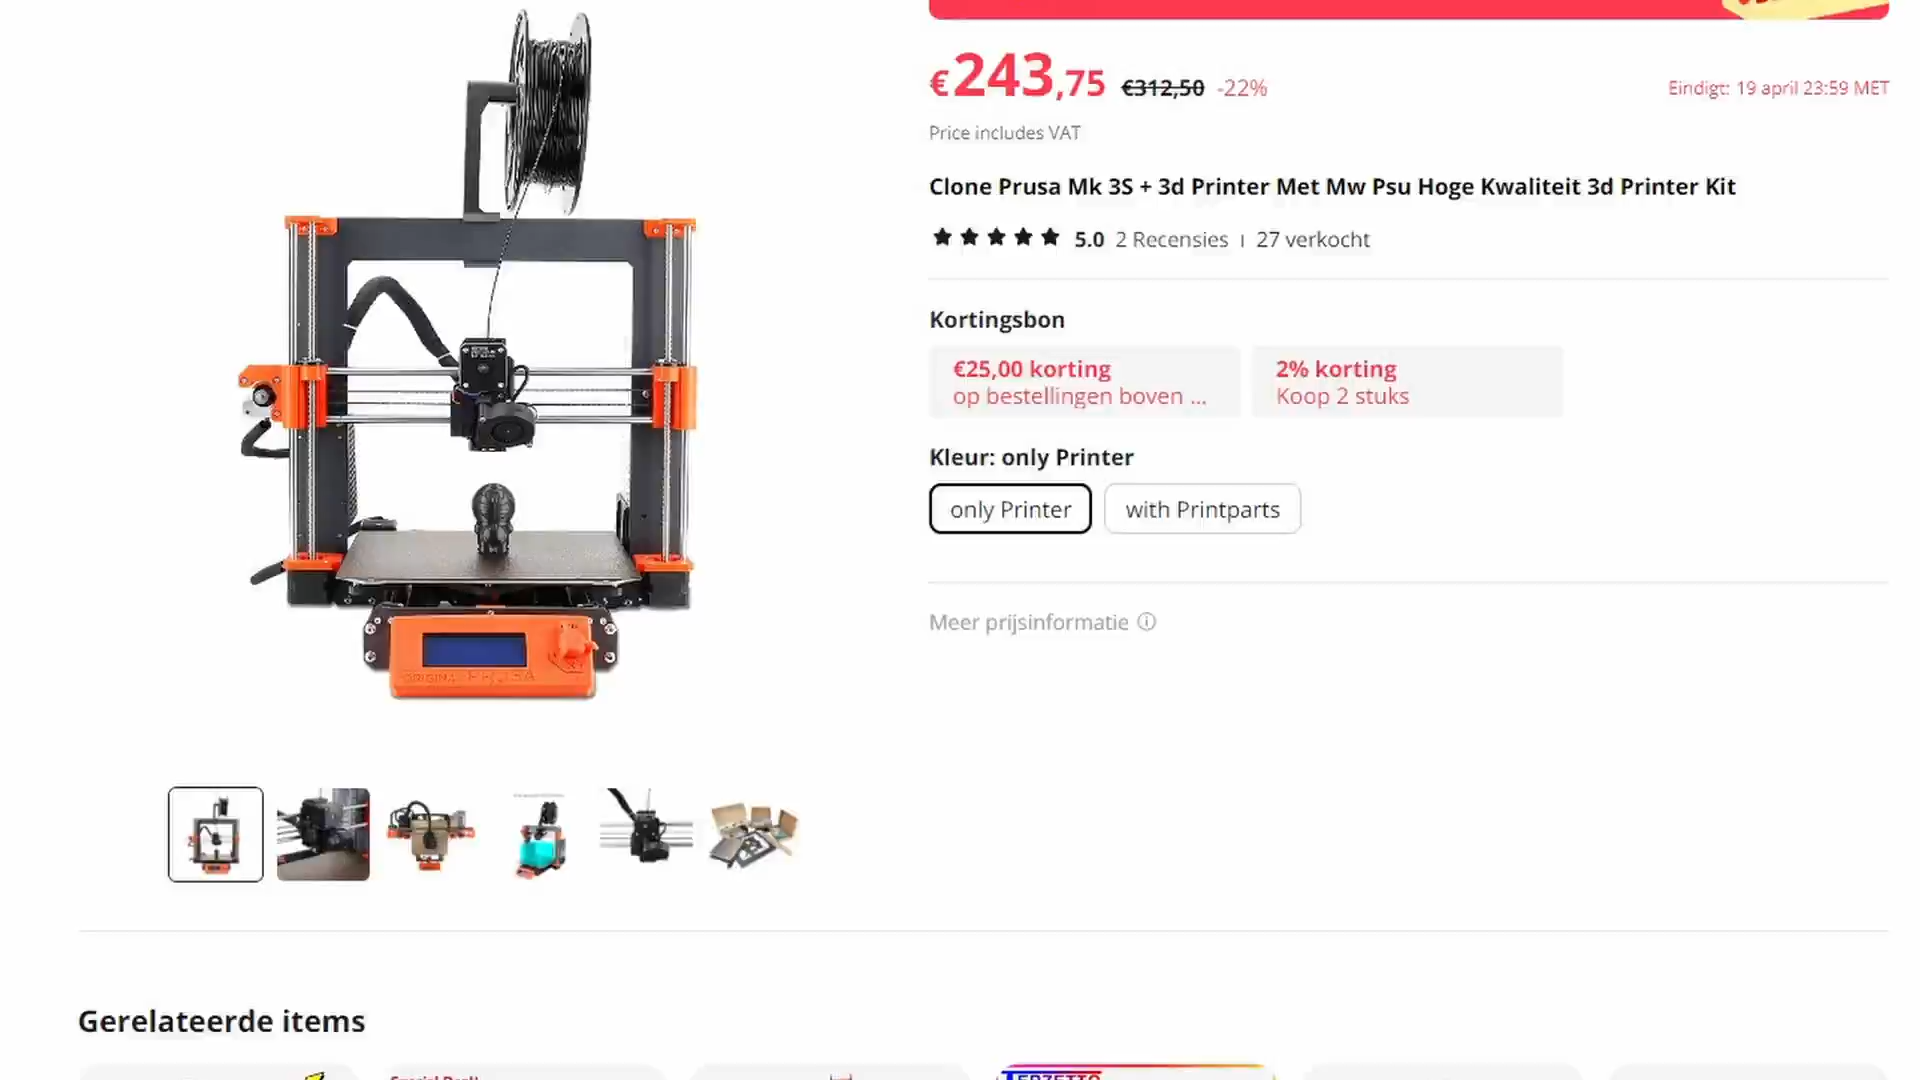 €243,75 €312,50 -22%
Eindigt: 19 april 23:59 MET
Price includes VAT
Clone Prusa Mk 3S + 3d Printer Met Mw Psu Hoge Kwaliteit 3d Printer Kit
5.0 2 Recensies | 27 verkocht
Kortingsbon
€25,00 korting
op bestellingen boven ...
2% korting
Koop 2 stuks
Kleur: only Printer
only Printer
with Printparts
Meer prijsinformatie
ORIGINAL PRUSA
Gerelateerde items